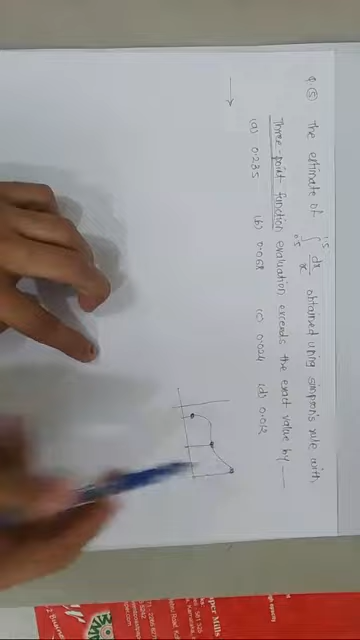 Q.(5) The estimate of ∫ 0.5 1.5 dx/x obtained using simpson's rule with
Three-point function evaluation exceeds the exact value by
(a) 0.235 (b) 0.068 (c) 0.024 (d) 0.012